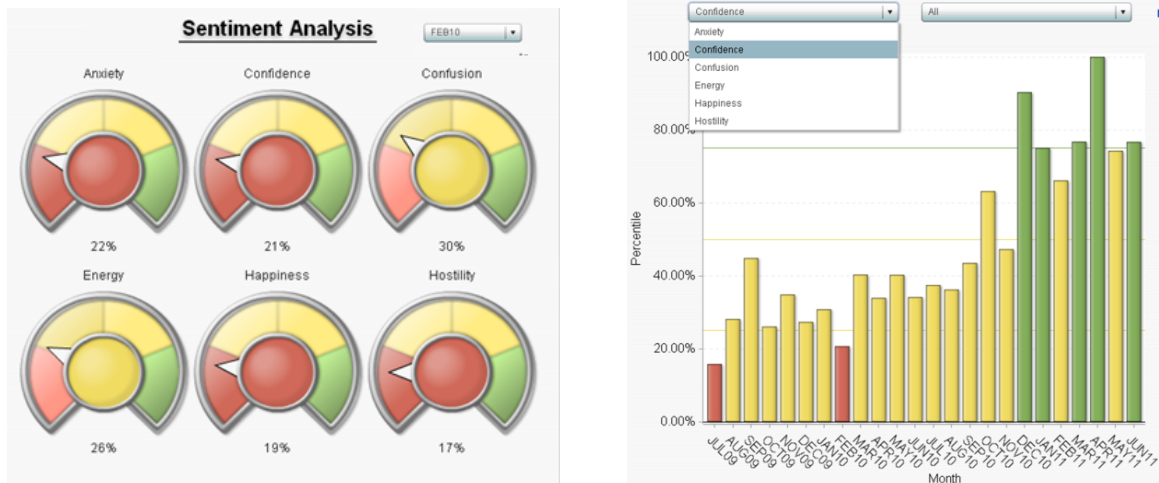 Sentiment Analysis
FEB10
Anxiety Confidence Confusion
22% 21% 30%
Energy Happiness Hostility
26% 19% 17%
Confidence All
Anxiety
Confidence
Confusion
Energy
Happiness
Hostility
100.00%
80.00%
60.00%
40.00%
20.00%
0.00%
Percentile
JUL09 AUG09 SEP09 OCT09 NOV09 DEC09 JAN10 FEB10 MAR10 APR10 MAY10 JUN10 JUL10 AUG10 SEP10 OCT10 NOV10 DEC10 JAN11 FEB11 MAR11 APR11 MAY11 JUN11
Month